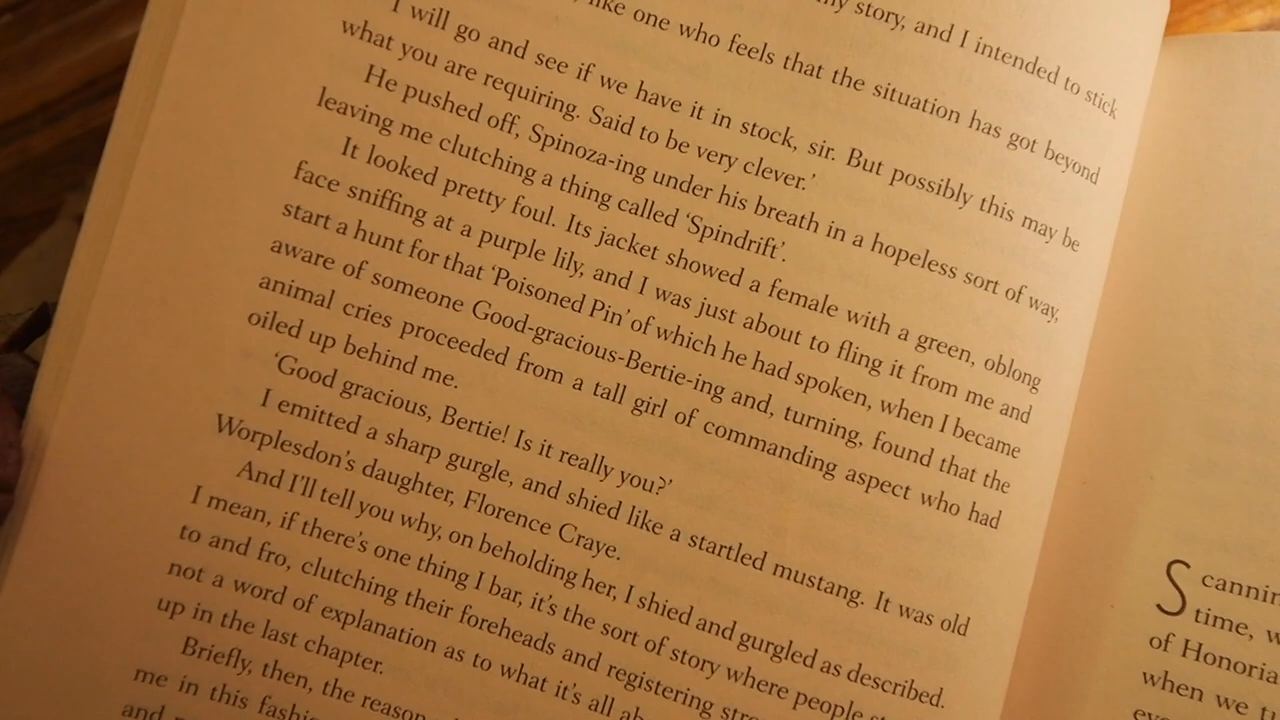 my story, and I intended to stick
like one who feels that the situation has got beyond
I will go and see if we have it in stock, sir. But possibly this may be
what you are requiring. Said to be very clever.'
He pushed off, Spinoza-ing under his breath in a hopeless sort of way,
leaving me clutching a thing called 'Spindrift'.
It looked pretty foul. Its jacket showed a female with a green, oblong
face sniffing at a purple lily, and I was just about to fling it from me and
start a hunt for that 'Poisoned Pin' of which he had spoken, when I became
aware of someone Good-gracious-Bertie-ing and, turning, found that the
animal cries proceeded from a tall girl of commanding aspect who had
oiled up behind me.
'Good gracious, Bertie! Is it really you?'
I emitted a sharp gurgle, and shied like a startled mustang. It was old
Worplesdon's daughter, Florence Craye.
And I'll tell you why, on beholding her, I shied and gurgled as described.
I mean, if there's one thing I bar, it's the sort of story where people
to and fro, clutching their foreheads and registering
not a word of explanation as to what it's all
up in the last chapter.
Briefly, then, the reason
me in this
and
Scannin
time, w
of Honoria
when we t